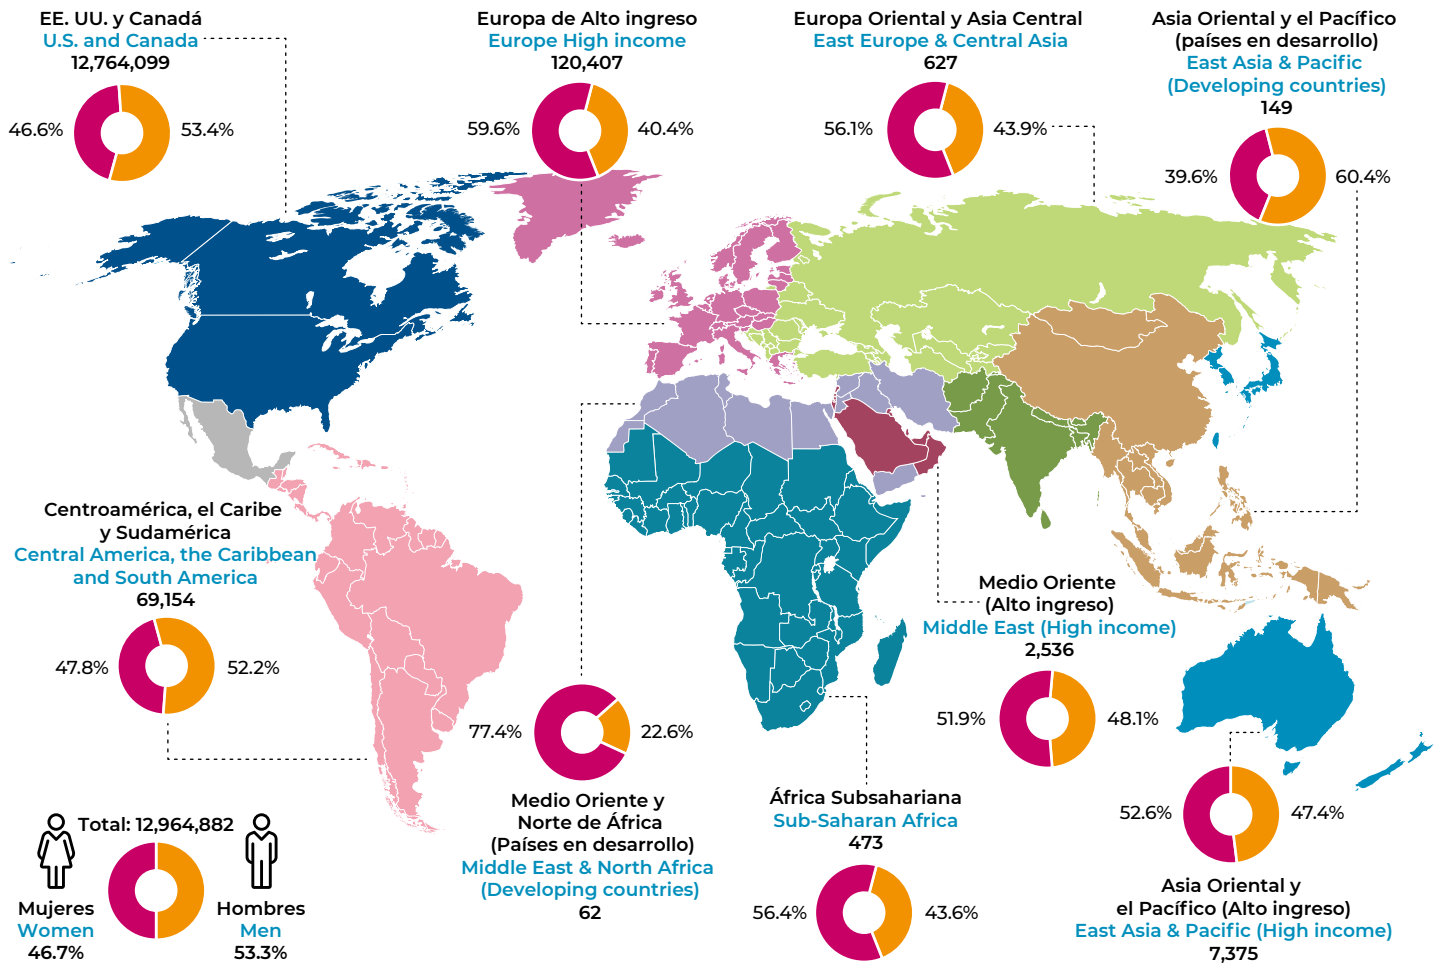 EE. UU. y Canadá
U.S. and Canada
12,764,099
46.6%
53.4%
Europa de Alto ingreso
Europe High income
120,407
59.6%
40.4%
Europa Oriental y Asia Central
East Europe & Central Asia
627
56.1%
43.9%
Asia Oriental y el Pacífico
(países en desarrollo)
East Asia & Pacific
(Developing countries)
149
39.6%
60.4%
Centroamérica, el Caribe
y Sudamérica
Central America, the Caribbean
and South America
69,154
47.8%
52.2%
Medio Oriente
(Alto ingreso)
Middle East (High income)
2,536
51.9%
48.1%
77.4%
22.6%
Medio Oriente y
Norte de África
(Países en desarrollo)
Middle East & North Africa
(Developing countries)
62
África Subsahariana
Sub-Saharan Africa
473
56.4%
43.6%
52.6%
47.4%
Asia Oriental y
el Pacífico (Alto ingreso)
East Asia & Pacific (High income)
7,375
Total: 12,964,882
Mujeres
Women
46.7%
Hombres
Men
53.3%